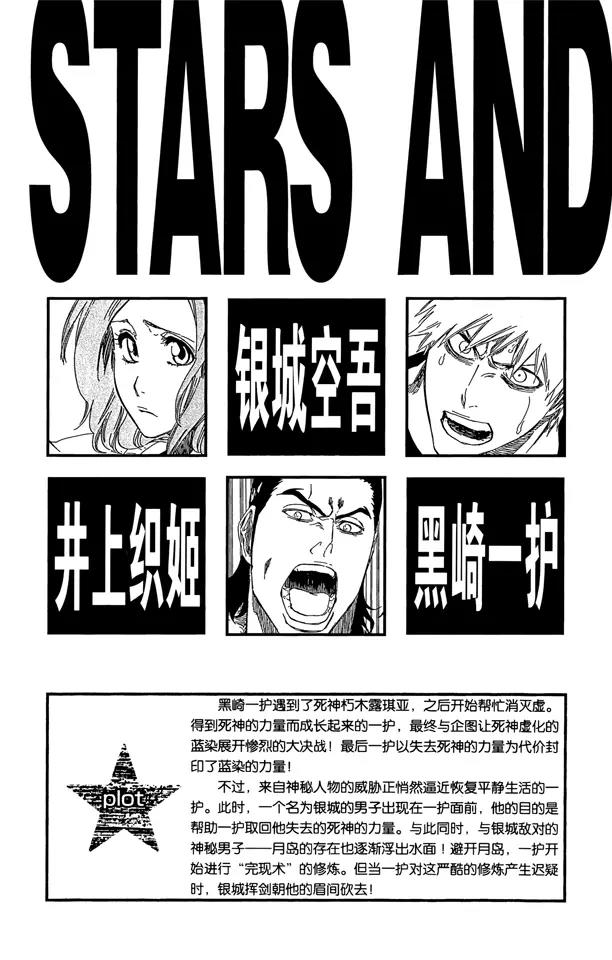 STARS AND
银城空吾
井上织姬
黑崎一护
plot
黑崎一护遇到了死神朽木露琪亚，之后开始帮忙消灭虚。
得到死神的力量而成长起来的一护，最终与企图让死神虚化的
蓝染展开惨烈的大决战！最后一护以失去死神的力量为代价封
印了蓝染的力量！
不过，来自神秘人物的威胁正悄然逼近恢复平静生活的一
护。此时，一个名为银城的男子出现在一护面前，他的目的是
帮助一护取回他失去的死神的力量。与此同时，与银城敌对的
神秘男子——月岛的存在也逐渐浮出水面！避开月岛，一护开
始进行“完现术”的修炼。但当一护对这严酷的修炼产生迟疑
时，银城挥剑朝他的眉间砍去！